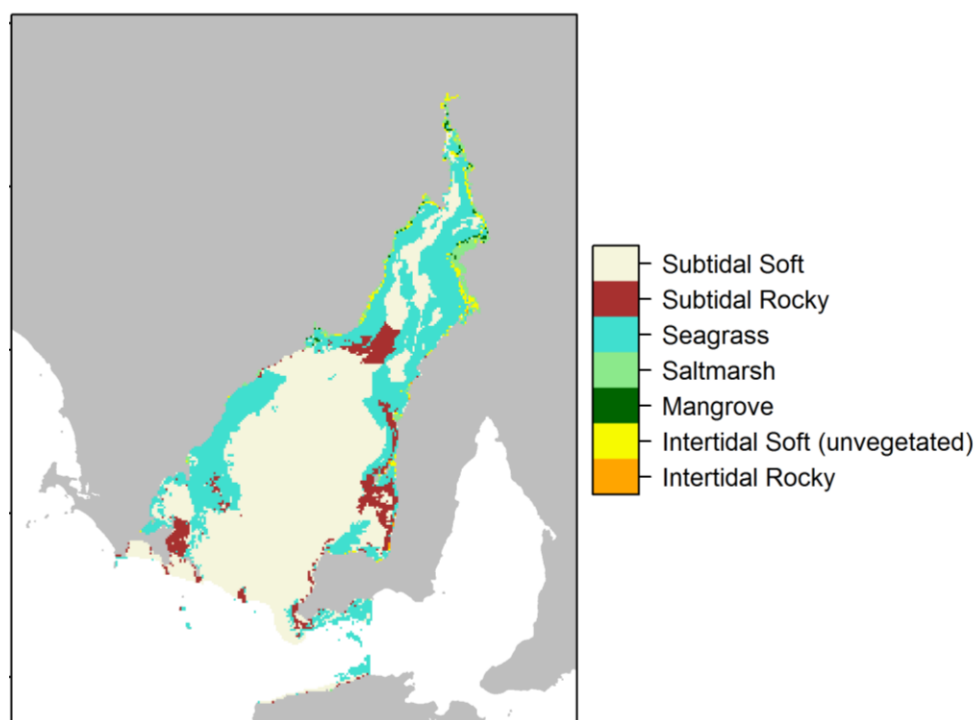 Subtidal Soft
Subtidal Rocky
Seagrass
Saltmarsh
Mangrove
Intertidal Soft (unvegetated)
Intertidal Rocky